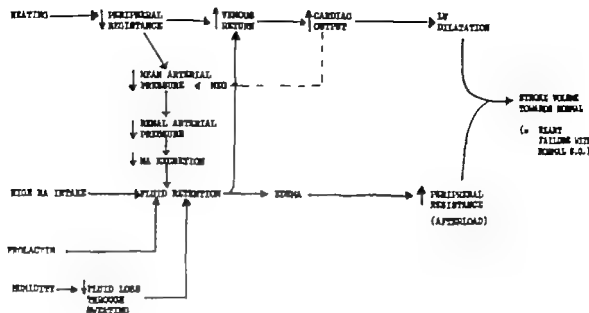 HEATING
↓ PERIPHERAL
RESISTANCE
↑ VENOUS
RETURN
↑ CARDIAC
OUTPUT
LV
DILATATION
↓ MEAN ARTERIAL
PRESSURE
NEG
STROKE VOLUME
TOWARDS NORMAL
(= HEART
FAILURE WITH
NORMAL S.O.)
↓ RENAL ARTERIAL
PRESSURE
↓ NA EXCRETION
HIGH NA INTAKE
FLUID RETENTION
EDEMA
↑ PERIPHERAL
RESISTANCE
(AFTERLOAD)
PROLACTIN
HUMIDITY
↓ FLUID LOSS
THROUGH
SWEATING